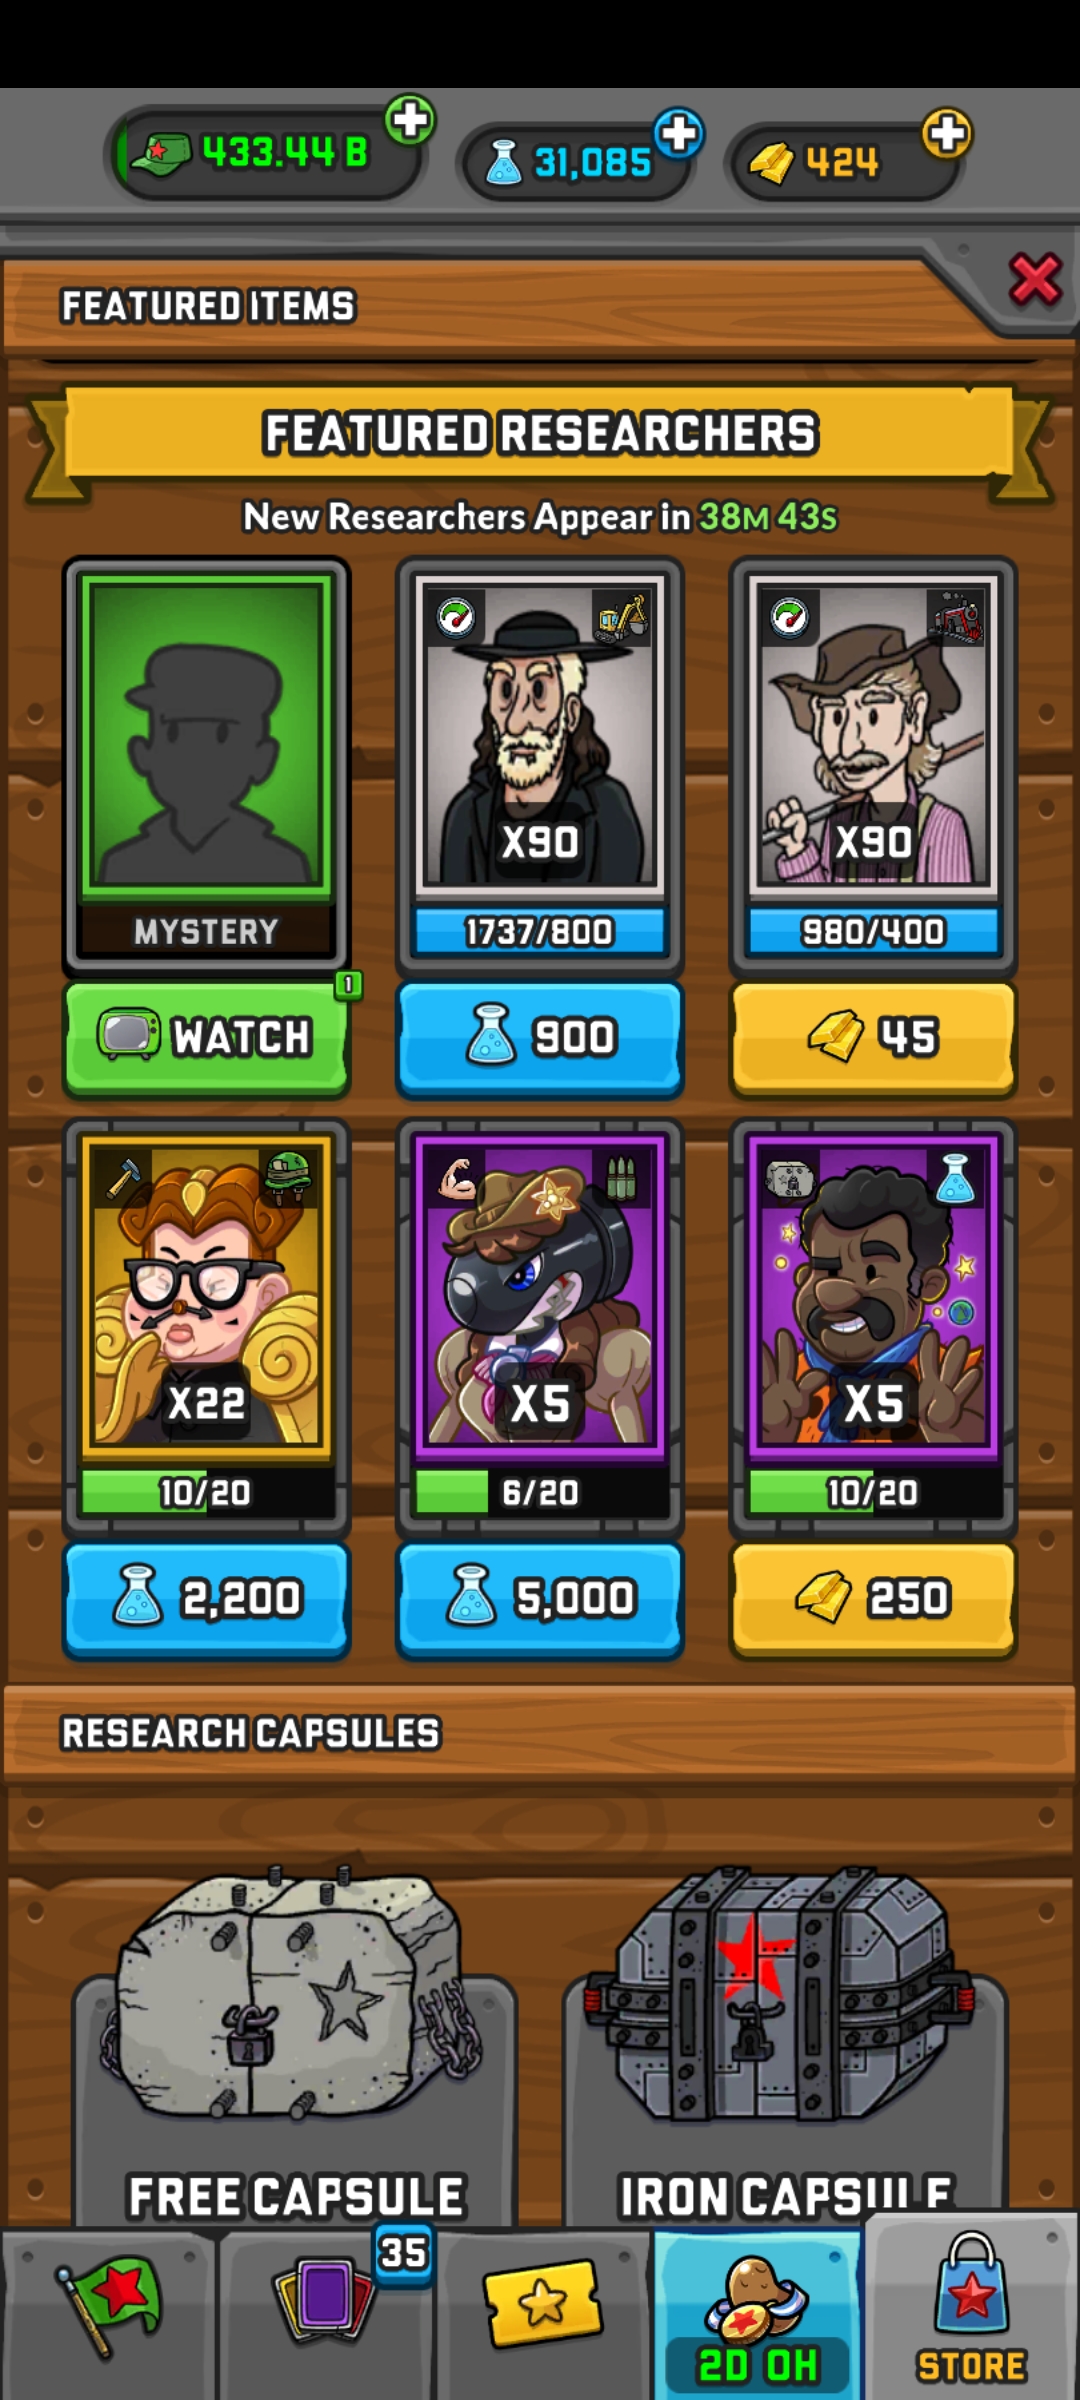 433.44 B
31,085
424
FEATURED ITEMS
FEATURED RESEARCHERS
New Researchers Appear in 38M 43S
X90
X90
MYSTERY
1737/800
980/400
1
WATCH
900
45
X22
X5
X5
10/20
6/20
10/20
2,200
5,000
250
RESEARCH CAPSULES
FREE CAPSULE
IRON CAPSULE
35
2D 0H
STORE